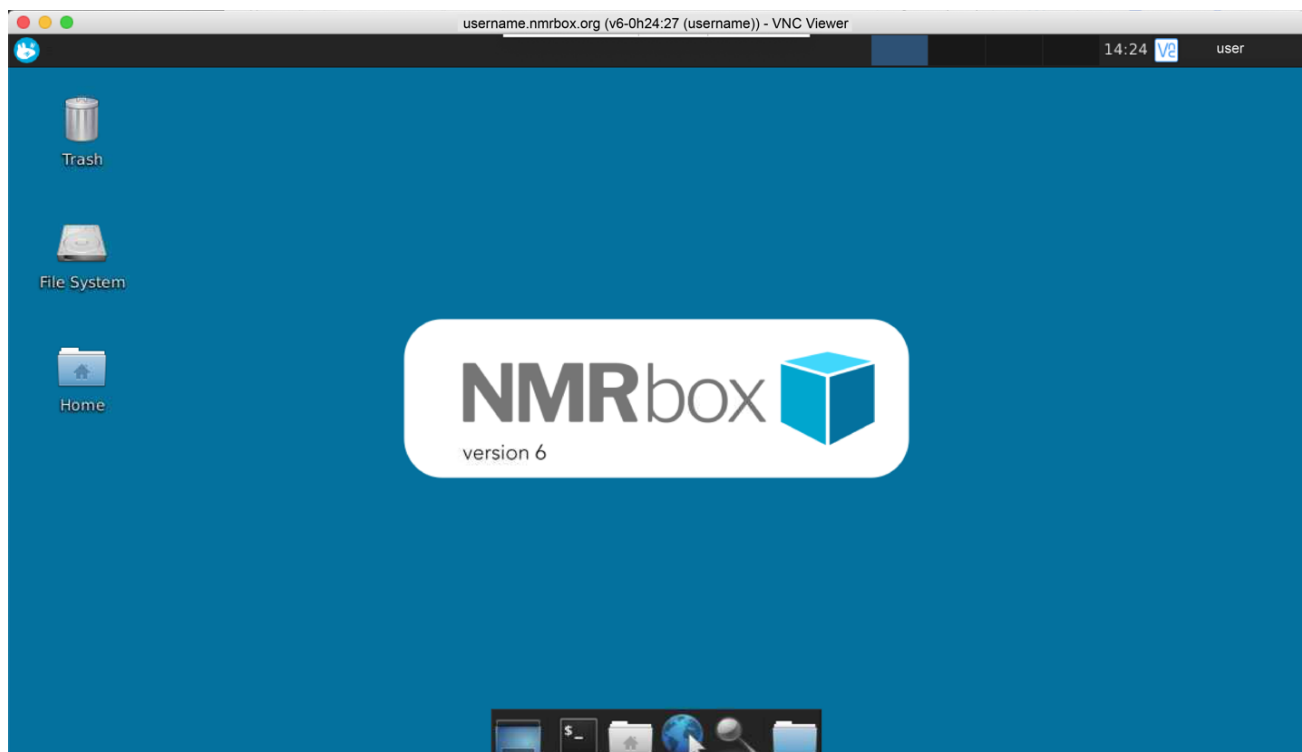 username.nmrbox.org (v6-0h24:27 (username)) - VNC Viewer
14:24 V2 user
Trash
File System
Home
NMRbox
version 6
$_